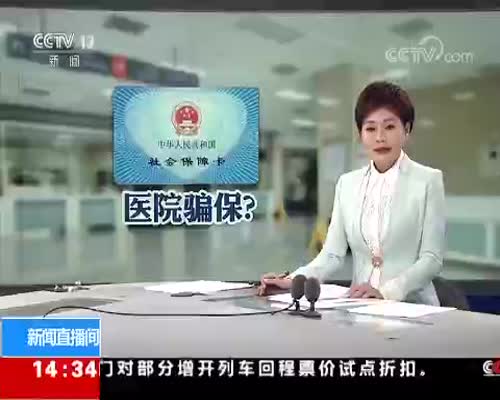 CCTV 13
新闻
CCTV.com
中华人民共和国
社会保障卡
医院骗保?
新闻直播间
14:34
门对部分增开列车回程票价试点折扣。